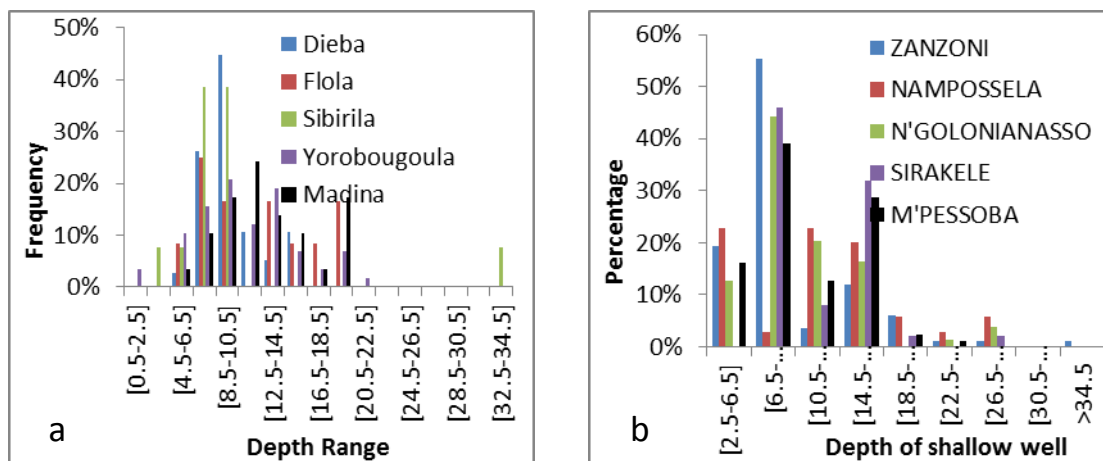 50%
40%
30%
20%
10%
0%
Frequency
Dieba
Flola
Sibirila
Yorobougoula
Madina
[0.5-2.5]
[4.5-6.5]
[8.5-10.5]
[12.5-14.5]
[16.5-18.5]
[20.5-22.5]
[24.5-26.5]
[28.5-30.5]
[32.5-34.5]
a
Depth Range
60%
50%
40%
30%
20%
10%
0%
Percentage
ZANZONI
NAMPOSSELA
N'GOLONIANASSO
SIRAKELE
M'PESSOBA
[2.5-6.5]
[6.5-...
[10.5-...
[14.5-...
[18.5-...
[22.5-...
[26.5-...
[30.5-...
>34.5
b
Depth of shallow well